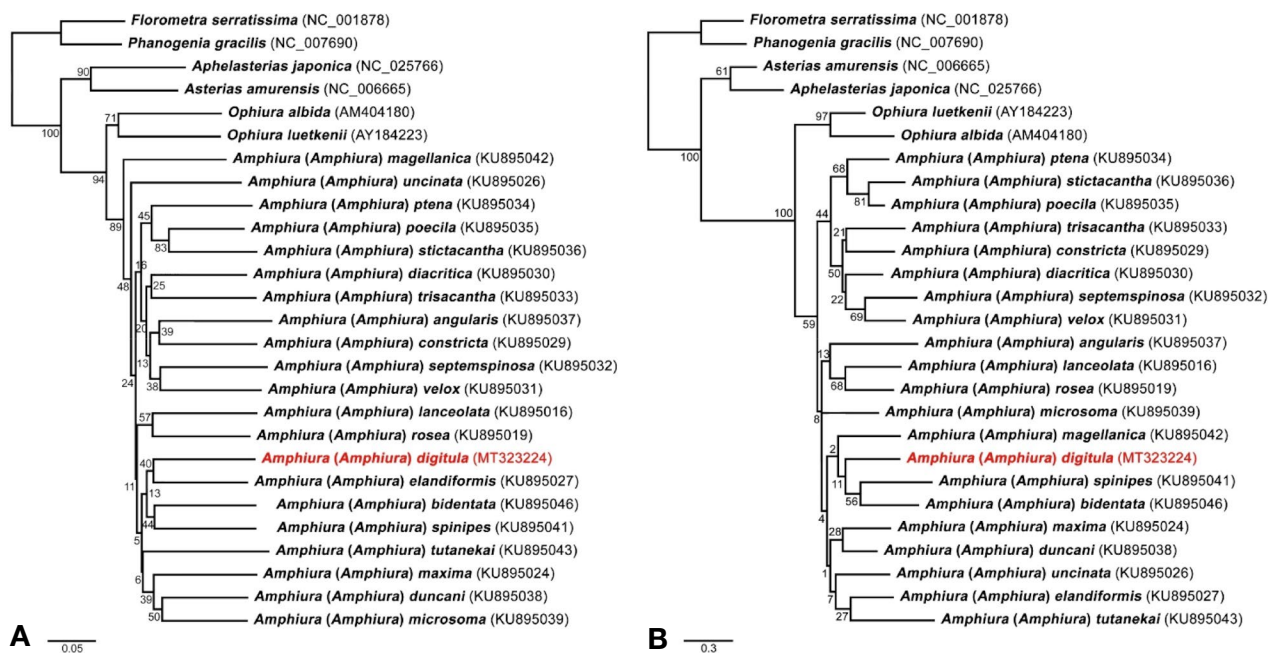 Florometra serratissima (NC_001878)
Phanogenia gracilis (NC_007690)
90
Aphelasterias japonica (NC_025766)
Asterias amurensis (NC_006665)
100
71
Ophiura albida (AM404180)
Ophiura luetkenii (AY184223)
94
Amphiura (Amphiura) magellanica (KU895042)
89
Amphiura (Amphiura) uncinata (KU895026)
48
45
Amphiura (Amphiura) ptena (KU895034)
83
Amphiura (Amphiura) poecila (KU895035)
Amphiura (Amphiura) stictacantha (KU895036)
16
25
Amphiura (Amphiura) diacritica (KU895030)
Amphiura (Amphiura) trisacantha (KU895033)
20
39
Amphiura (Amphiura) angularis (KU895037)
Amphiura (Amphiura) constricta (KU895029)
13
38
Amphiura (Amphiura) septemspinosa (KU895032)
Amphiura (Amphiura) velox (KU895031)
24
57
Amphiura (Amphiura) lanceolata (KU895016)
Amphiura (Amphiura) rosea (KU895019)
11
40
Amphiura (Amphiura) digitula (MT323224)
Amphiura (Amphiura) elandiformis (KU895027)
13
44
Amphiura (Amphiura) bidentata (KU895046)
Amphiura (Amphiura) spinipes (KU895041)
5
Amphiura (Amphiura) tutanekai (KU895043)
6
39
Amphiura (Amphiura) maxima (KU895024)
50
Amphiura (Amphiura) duncani (KU895038)
Amphiura (Amphiura) microsoma (KU895039)
A
0.05
Florometra serratissima (NC_001878)
Phanogenia gracilis (NC_007690)
61
Asterias amurensis (NC_006665)
Aphelasterias japonica (NC_025766)
100
97
Ophiura luetkenii (AY184223)
Ophiura albida (AM404180)
100
68
Amphiura (Amphiura) ptena (KU895034)
81
Amphiura (Amphiura) stictacantha (KU895036)
Amphiura (Amphiura) poecila (KU895035)
44
21
Amphiura (Amphiura) trisacantha (KU895033)
Amphiura (Amphiura) constricta (KU895029)
50
Amphiura (Amphiura) diacritica (KU895030)
22
69
Amphiura (Amphiura) septemspinosa (KU895032)
Amphiura (Amphiura) velox (KU895031)
59
13
Amphiura (Amphiura) angularis (KU895037)
68
Amphiura (Amphiura) lanceolata (KU895016)
Amphiura (Amphiura) rosea (KU895019)
8
Amphiura (Amphiura) microsoma (KU895039)
2
Amphiura (Amphiura) magellanica (KU895042)
Amphiura (Amphiura) digitula (MT323224)
11
56
Amphiura (Amphiura) spinipes (KU895041)
Amphiura (Amphiura) bidentata (KU895046)
4
28
Amphiura (Amphiura) maxima (KU895024)
Amphiura (Amphiura) duncani (KU895038)
1
Amphiura (Amphiura) uncinata (KU895026)
7
27
Amphiura (Amphiura) elandiformis (KU895027)
Amphiura (Amphiura) tutanekai (KU895043)
B
0.3